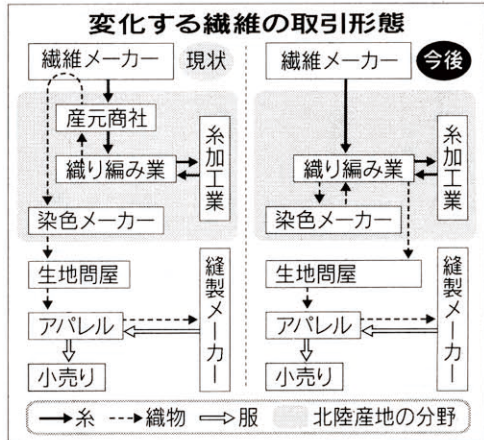 変化する繊維の取引形態
繊維メーカー
現状
産元商社
織り編み業
糸加工業
染色メーカー
生地問屋
アパレル
縫製メーカー
小売り
繊維メーカー
今後
織り編み業
糸加工業
染色メーカー
生地問屋
アパレル
縫製メーカー
小売り
糸 織物 服 北陸産地の分野